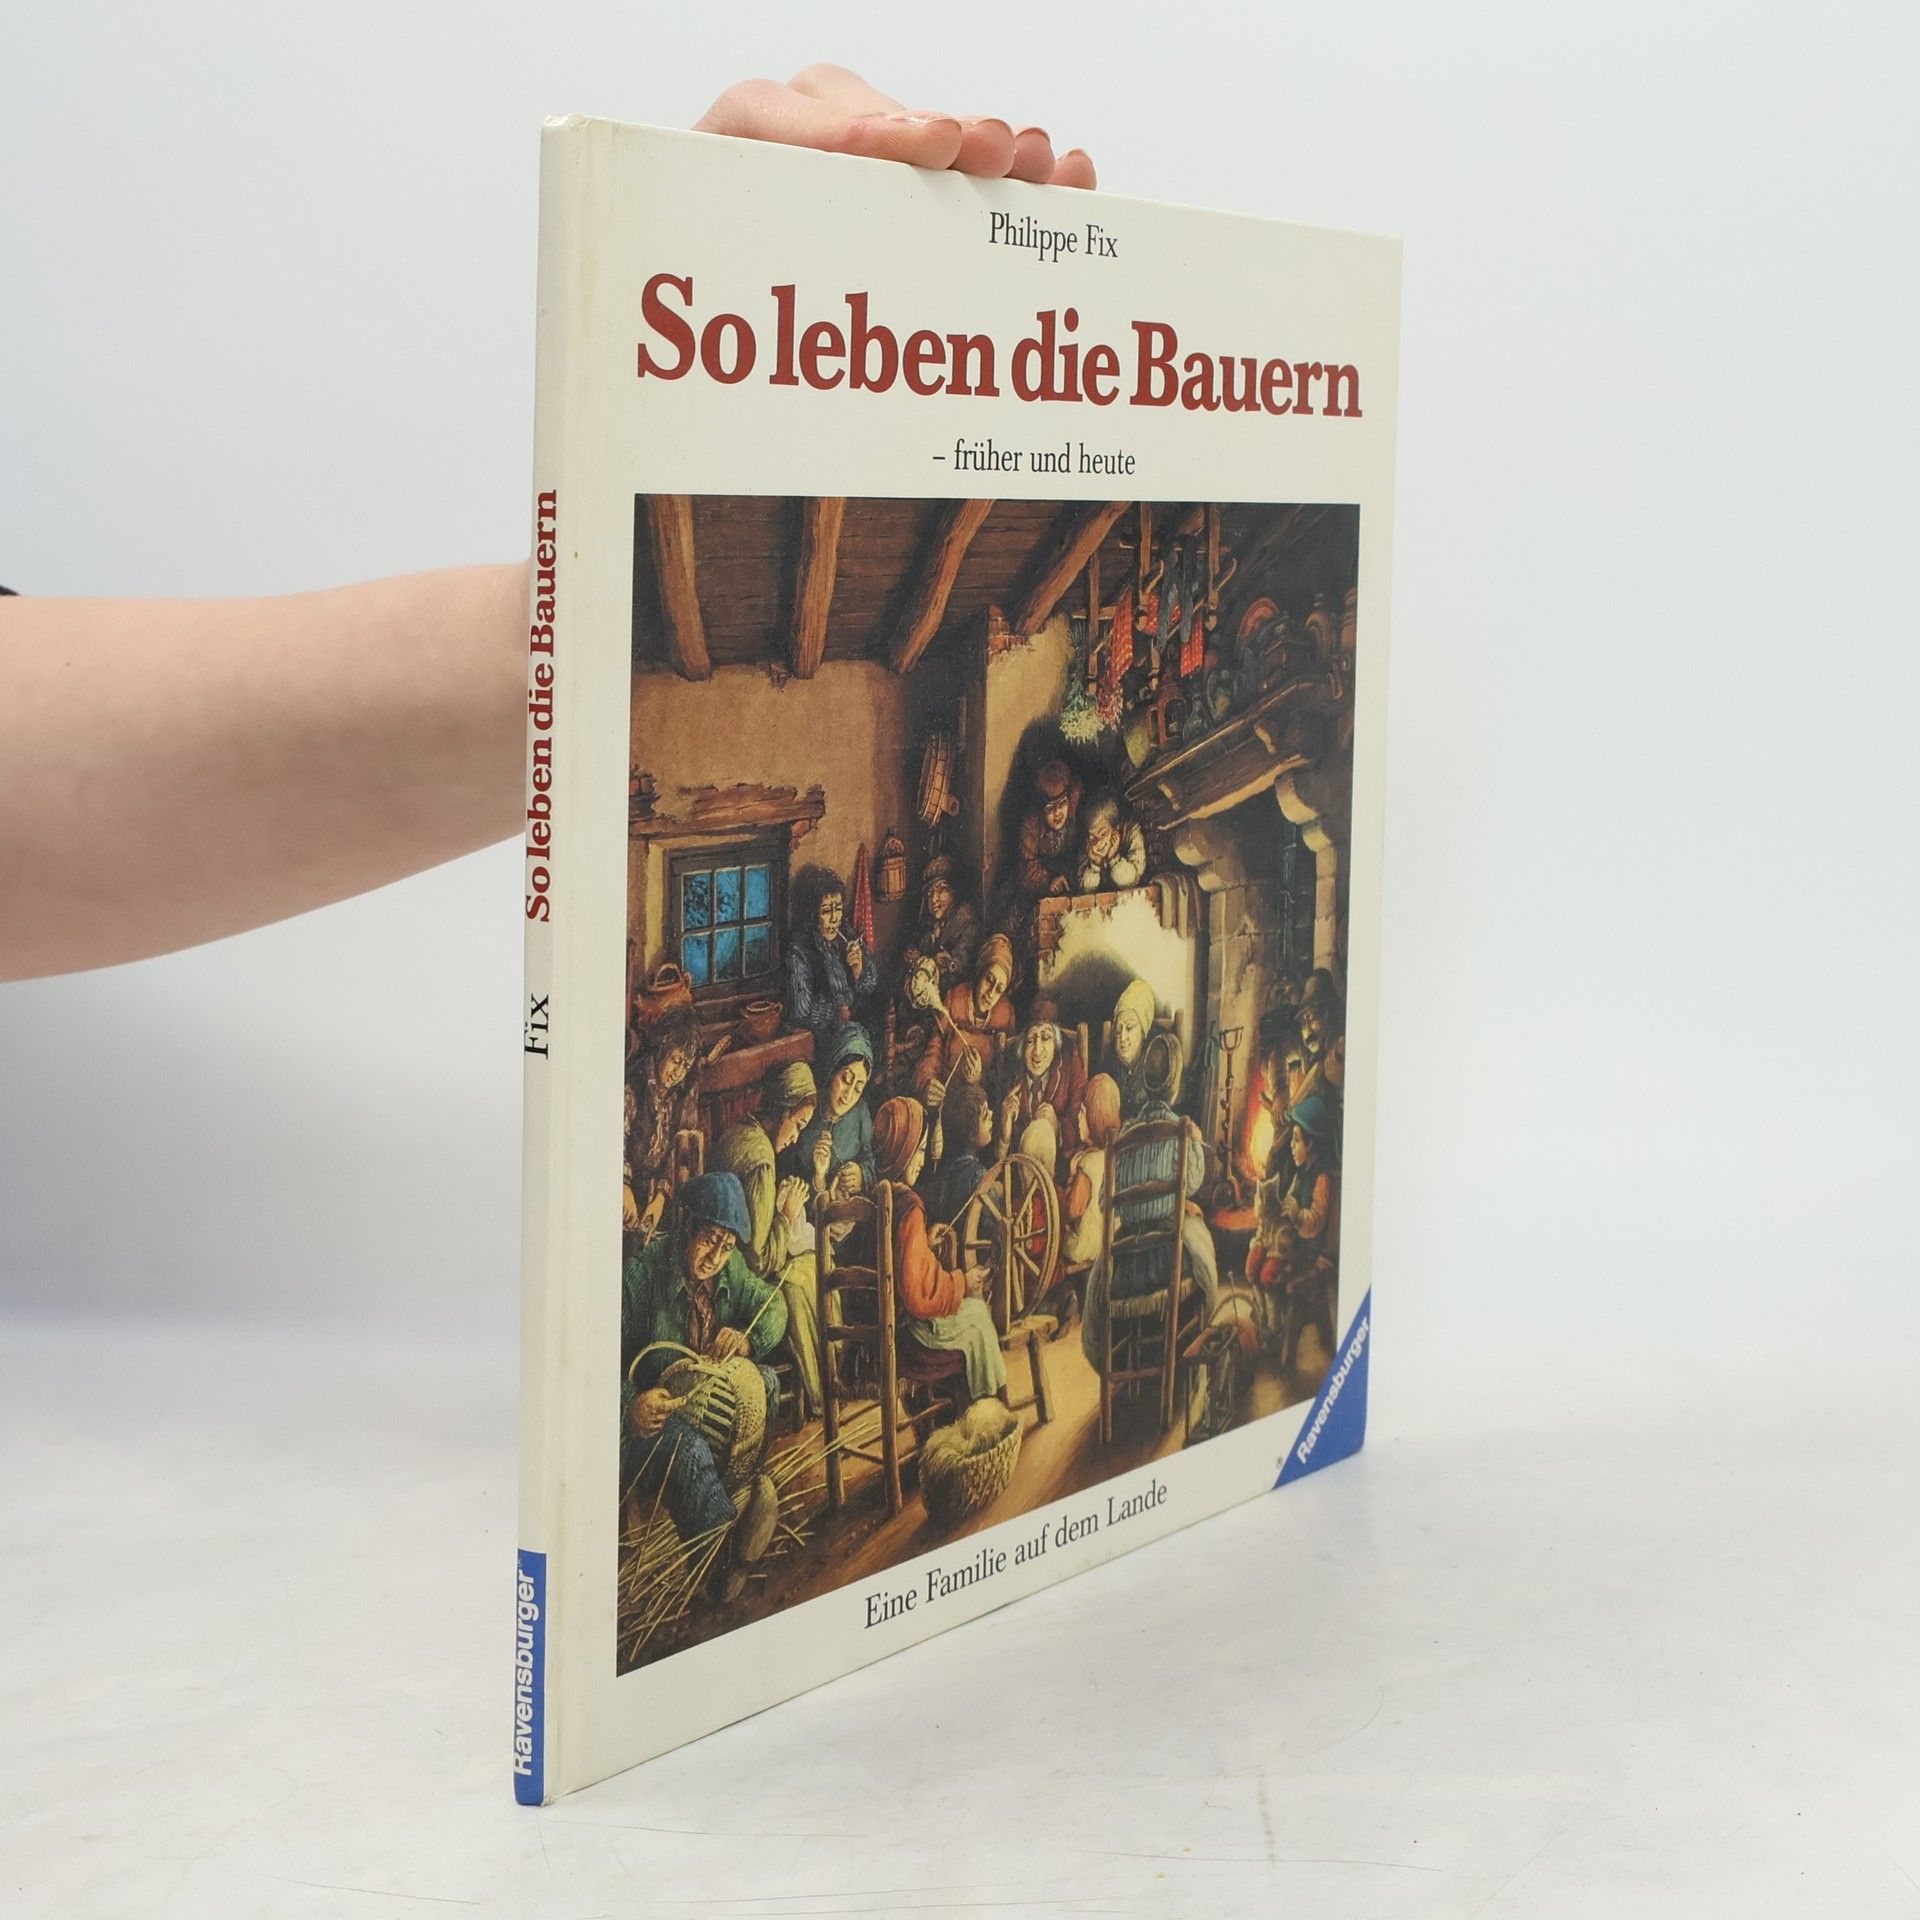 Philippe Fix
So leben die Bauern
– früher und heute
Eine Familie auf dem Lande
Ravensburger
Fix So leben die Bauern
Ravensburger